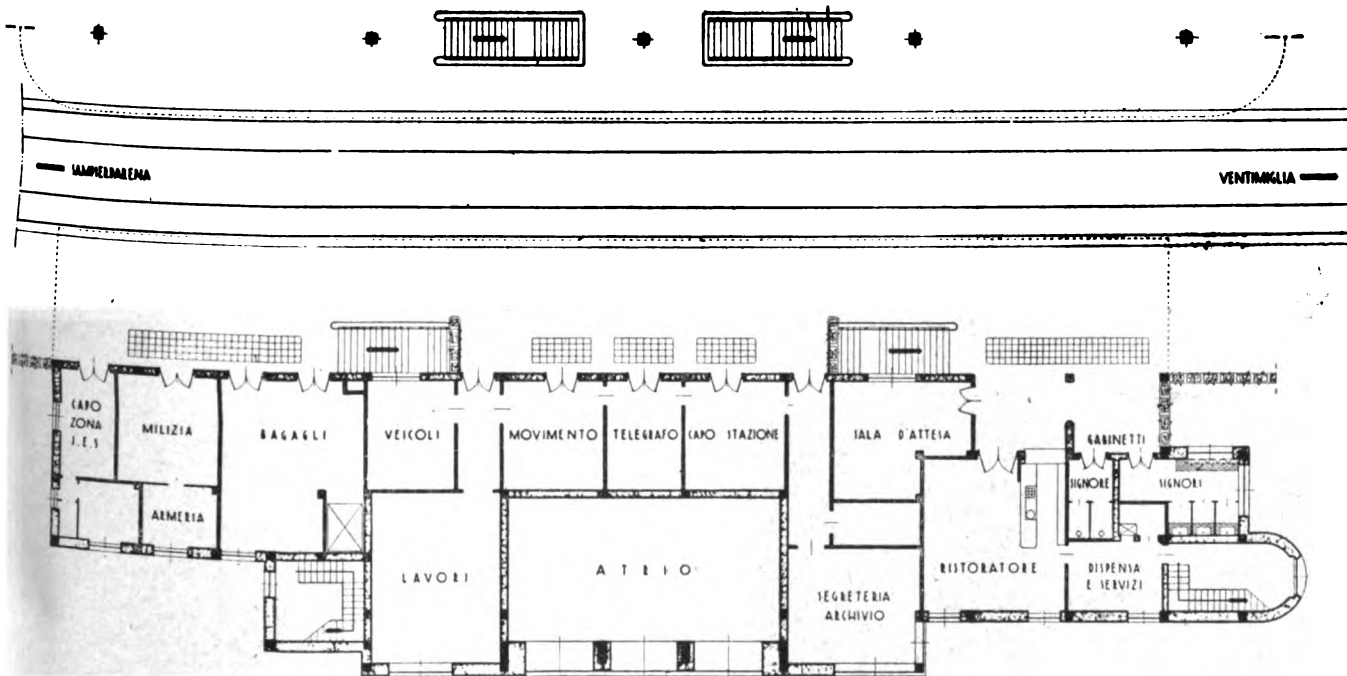 SAMPIERDARENA
VENTIMIGLIA
CAPO
ZONA
I.E.S
MILIZIA
BAGAGLI
VEICOLI
MOVIMENTO
TELEGRAFO
CAPO STAZIONE
SALA D'ATTESA
GABINETTI
SIGNORE
SIGNORI
ARMERIA
LAVORI
ATRIO
SEGRETERIA
ARCHIVIO
RISTORATORE
DISPENSA
E SERVIZI